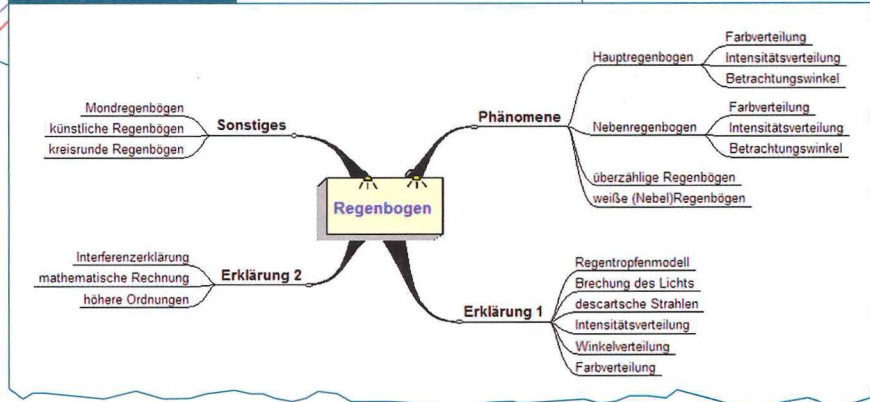 Regenbogen
Phänomene
Hauptregenbogen
Farbverteilung
Intensitätsverteilung
Betrachtungswinkel
Nebenregenbogen
Farbverteilung
Intensitätsverteilung
Betrachtungswinkel
überzählige Regenbögen
weiße (Nebel)Regenbögen
Erklärung 1
Regentropfenmodell
Brechung des Lichts
descartsche Strahlen
Intensitätsverteilung
Winkelverteilung
Farbverteilung
Erklärung 2
Interferenzerklärung
mathematische Rechnung
höhere Ordnungen
Sonstiges
Mondregenbögen
künstliche Regenbögen
kreisrunde Regenbögen